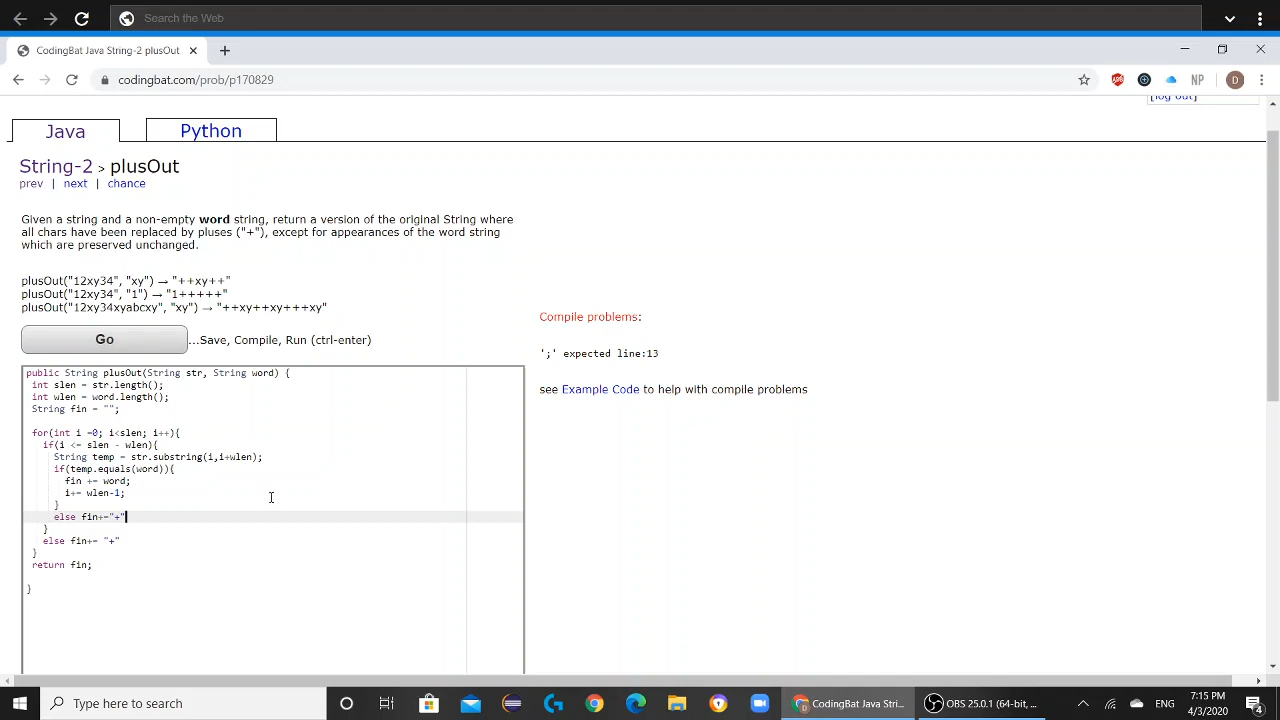 Search the Web
CodingBat Java String-2 plusOut
codingbat.com/prob/p170829
NP
D
[log out]
Java
Python
String-2 > plusOut
prev | next | chance
Given a string and a non-empty word string, return a version of the original String where
all chars have been replaced by pluses ("+"), except for appearances of the word string
which are preserved unchanged.
plusOut("12xy34", "xy") → "++xy++"
plusOut("12xy34", "1") → "1+++++"
plusOut("12xy34xyabcxy", "xy") → "++xy++xy+++xy"
Go
...Save, Compile, Run (ctrl-enter)
Compile problems:
';' expected line:13
see Example Code to help with compile problems
public String plusOut(String str, String word) {
int slen = str.length();
int wlen = word.length();
String fin = "";
for(int i =0; i<slen; i++){
if(i <= slen - wlen){
String temp = str.substring(i,i+wlen);
if(temp.equals(word)){
fin += word;
i+= wlen-1;
}
else fin+="+"
}
else fin+= "+"
}
return fin;
}
Type here to search
D
CodingBat Java Stri...
OBS 25.0.1 (64-bit, ...
ENG
7:15 PM
4/3/2020
4